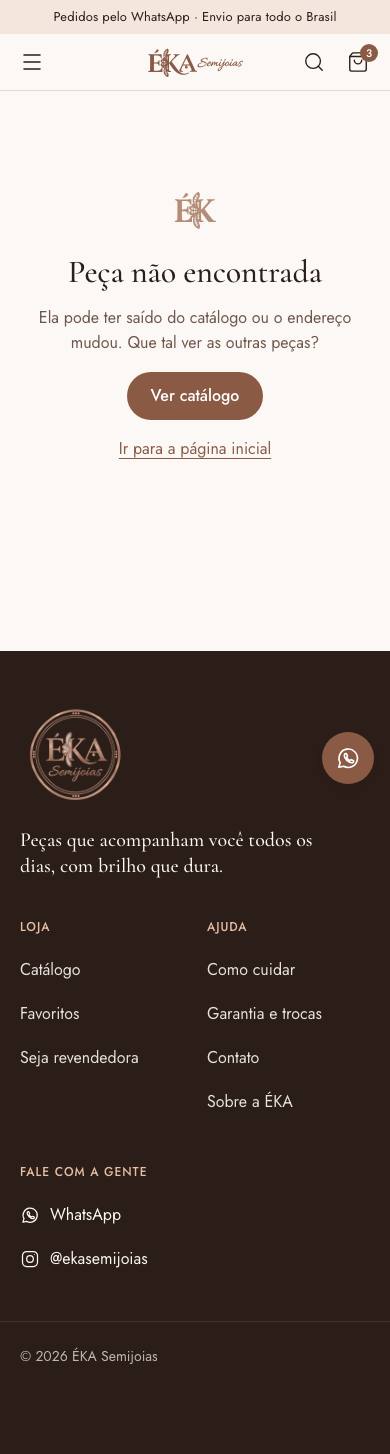 Pedidos pelo WhatsApp · Envio para todo o Brasil
ÉKA Semijoias
3
ÉK
Peça não encontrada
Ela pode ter saído do catálogo ou o endereço
mudou. Que tal ver as outras peças?
Ver catálogo
Ir para a página inicial
ÉKA
Semijoias
Peças que acompanham você todos os
dias, com brilho que dura.
LOJA
Catálogo
Favoritos
Seja revendedora
AJUDA
Como cuidar
Garantia e trocas
Contato
Sobre a ÉKA
FALE COM A GENTE
WhatsApp
@ekasemijoias
© 2026 ÉKA Semijoias